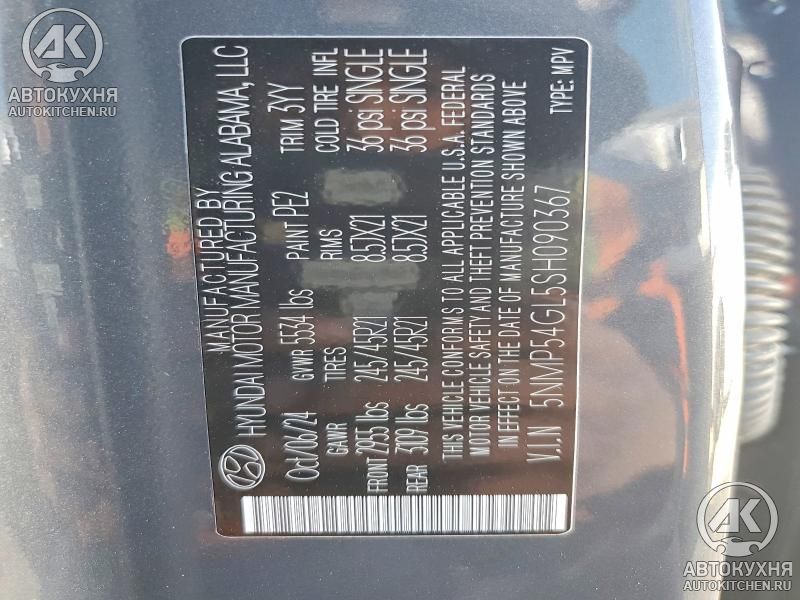 MANUFACTURED BY
HYUNDAI MOTOR MANUFACTURING ALABAMA, LLC
Oct/06/24 GVWR 5534 lbs PAINT PE2 TRIM 3YY
GAWR TIRES RIMS COLD TIRE INFL
FRONT 2955 lbs 245/45R21 8.5JX21 36 psi SINGLE
REAR 3109 lbs 245/45R21 8.5JX21 36 psi SINGLE
THIS VEHICLE CONFORMS TO ALL APPLICABLE U.S.A. FEDERAL
MOTOR VEHICLE SAFETY AND THEFT PREVENTION STANDARDS
IN EFFECT ON THE DATE OF MANUFACTURE SHOWN ABOVE
V.I.N 5NMP54GL5SH090367 TYPE: MPV
АК
АВТОКУХНЯ
AUTOKITCHEN.RU
АК
АВТОКУХНЯ
AUTOKITCHEN.RU